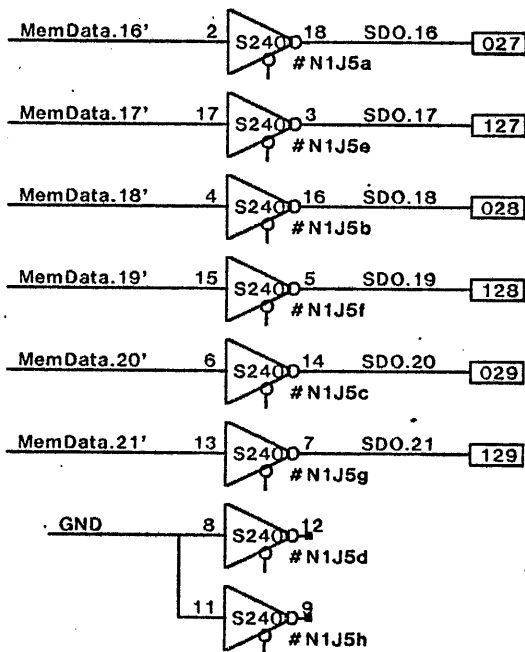 MemData.16' 2 S240 18 SDO.16 027
#N1J5a
MemData.17' 17 S240 3 SDO.17 127
#N1J5e
MemData.18' 4 S240 16 SDO.18 028
#N1J5b
MemData.19' 15 S240 5 SDO.19 128
#N1J5f
MemData.20' 6 S240 14 SDO.20 029
#N1J5c
MemData.21' 13 S240 7 SDO.21 129
#N1J5g
GND 8 S240 12
#N1J5d
11 S240 9
#N1J5h